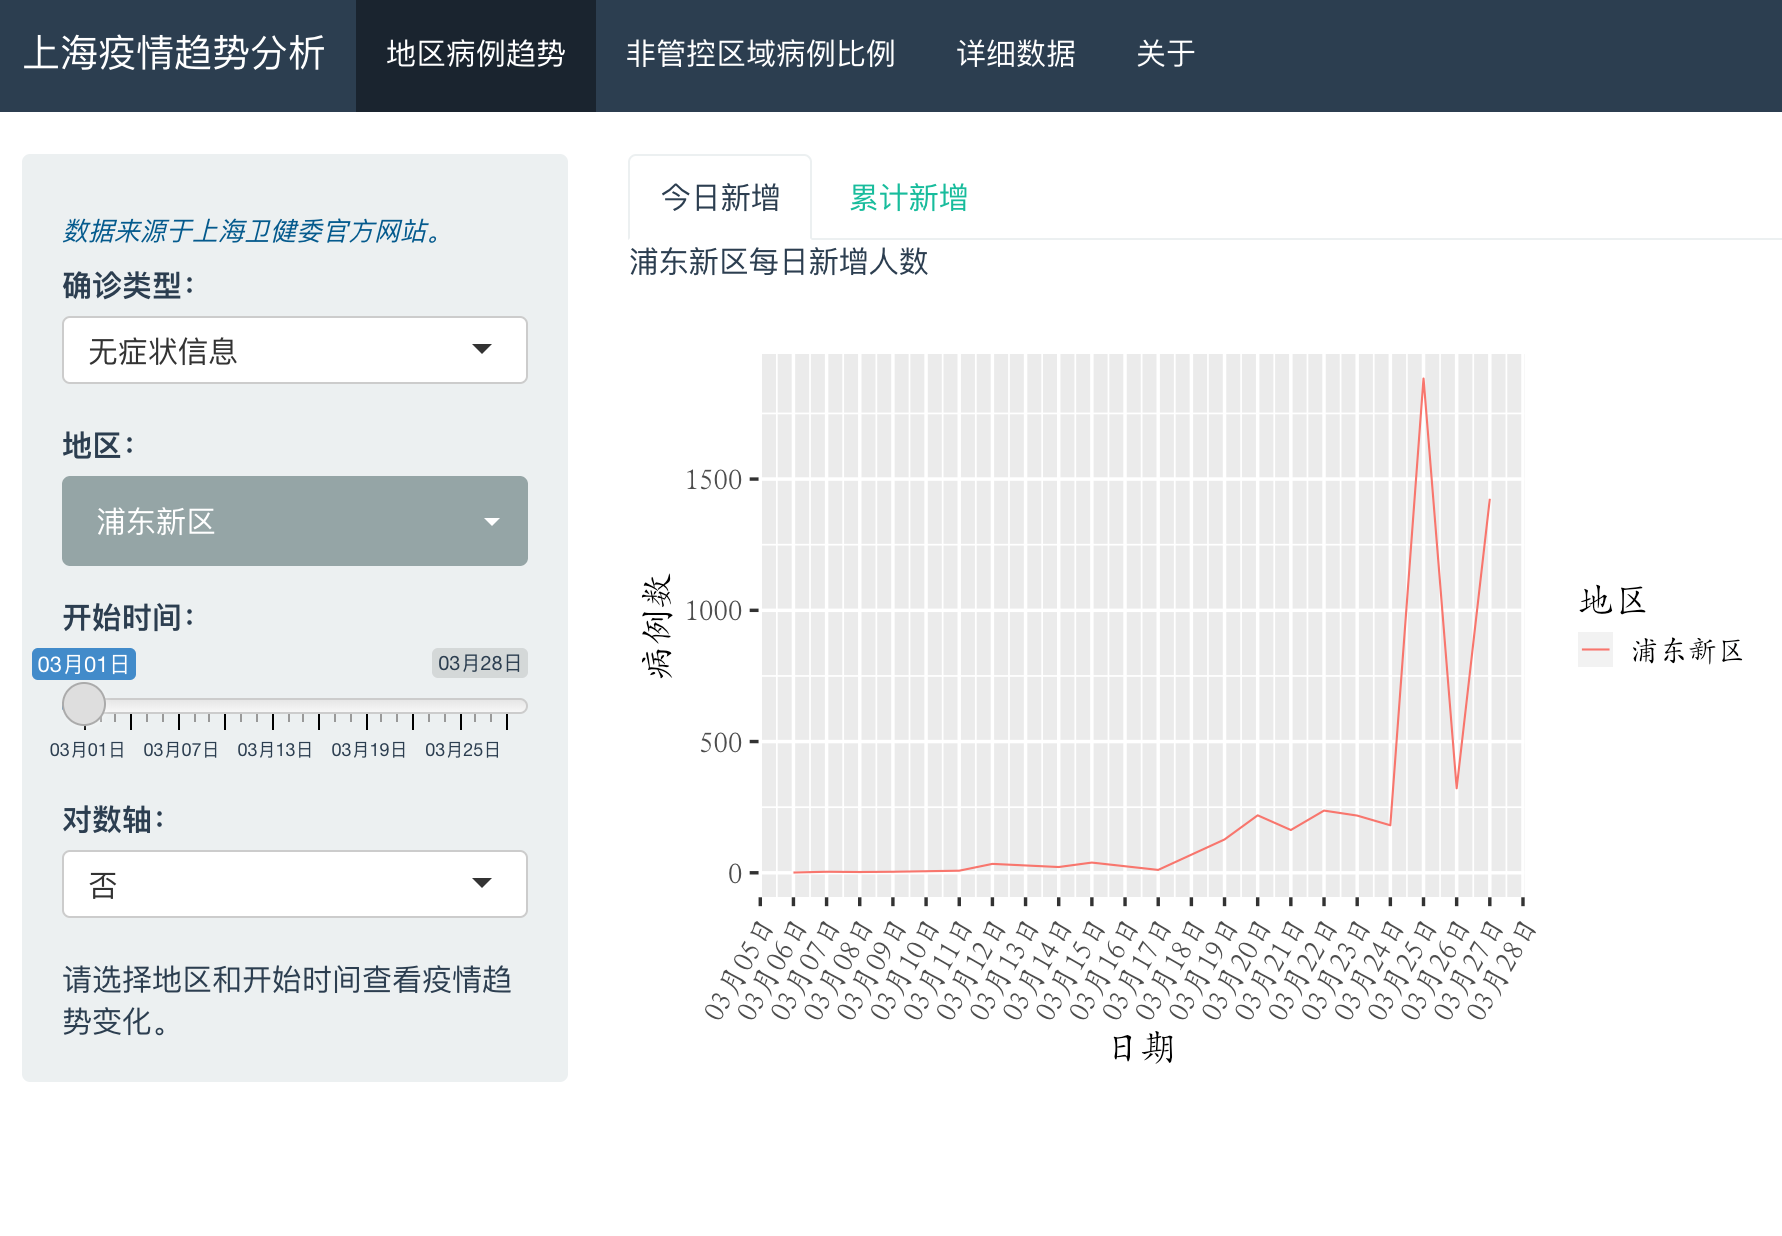 上海疫情趋势分析 地区病例趋势 非管控区域病例比例 详细数据 关于
数据来源于上海卫健委官方网站。
确诊类型：
无症状信息
地区：
浦东新区
开始时间：
03月01日 03月28日
03月01日 03月07日 03月13日 03月19日 03月25日
对数轴：
否
请选择地区和开始时间查看疫情趋
势变化。
今日新增 累计新增
浦东新区每日新增人数
病例数
1500
1000
500
0
03月05日 03月06日 03月07日 03月08日 03月09日 03月10日 03月11日 03月12日 03月13日 03月14日 03月15日 03月16日 03月17日 03月18日 03月19日 03月20日 03月21日 03月22日 03月23日 03月24日 03月25日 03月26日 03月27日 03月28日
日期
地区
浦东新区